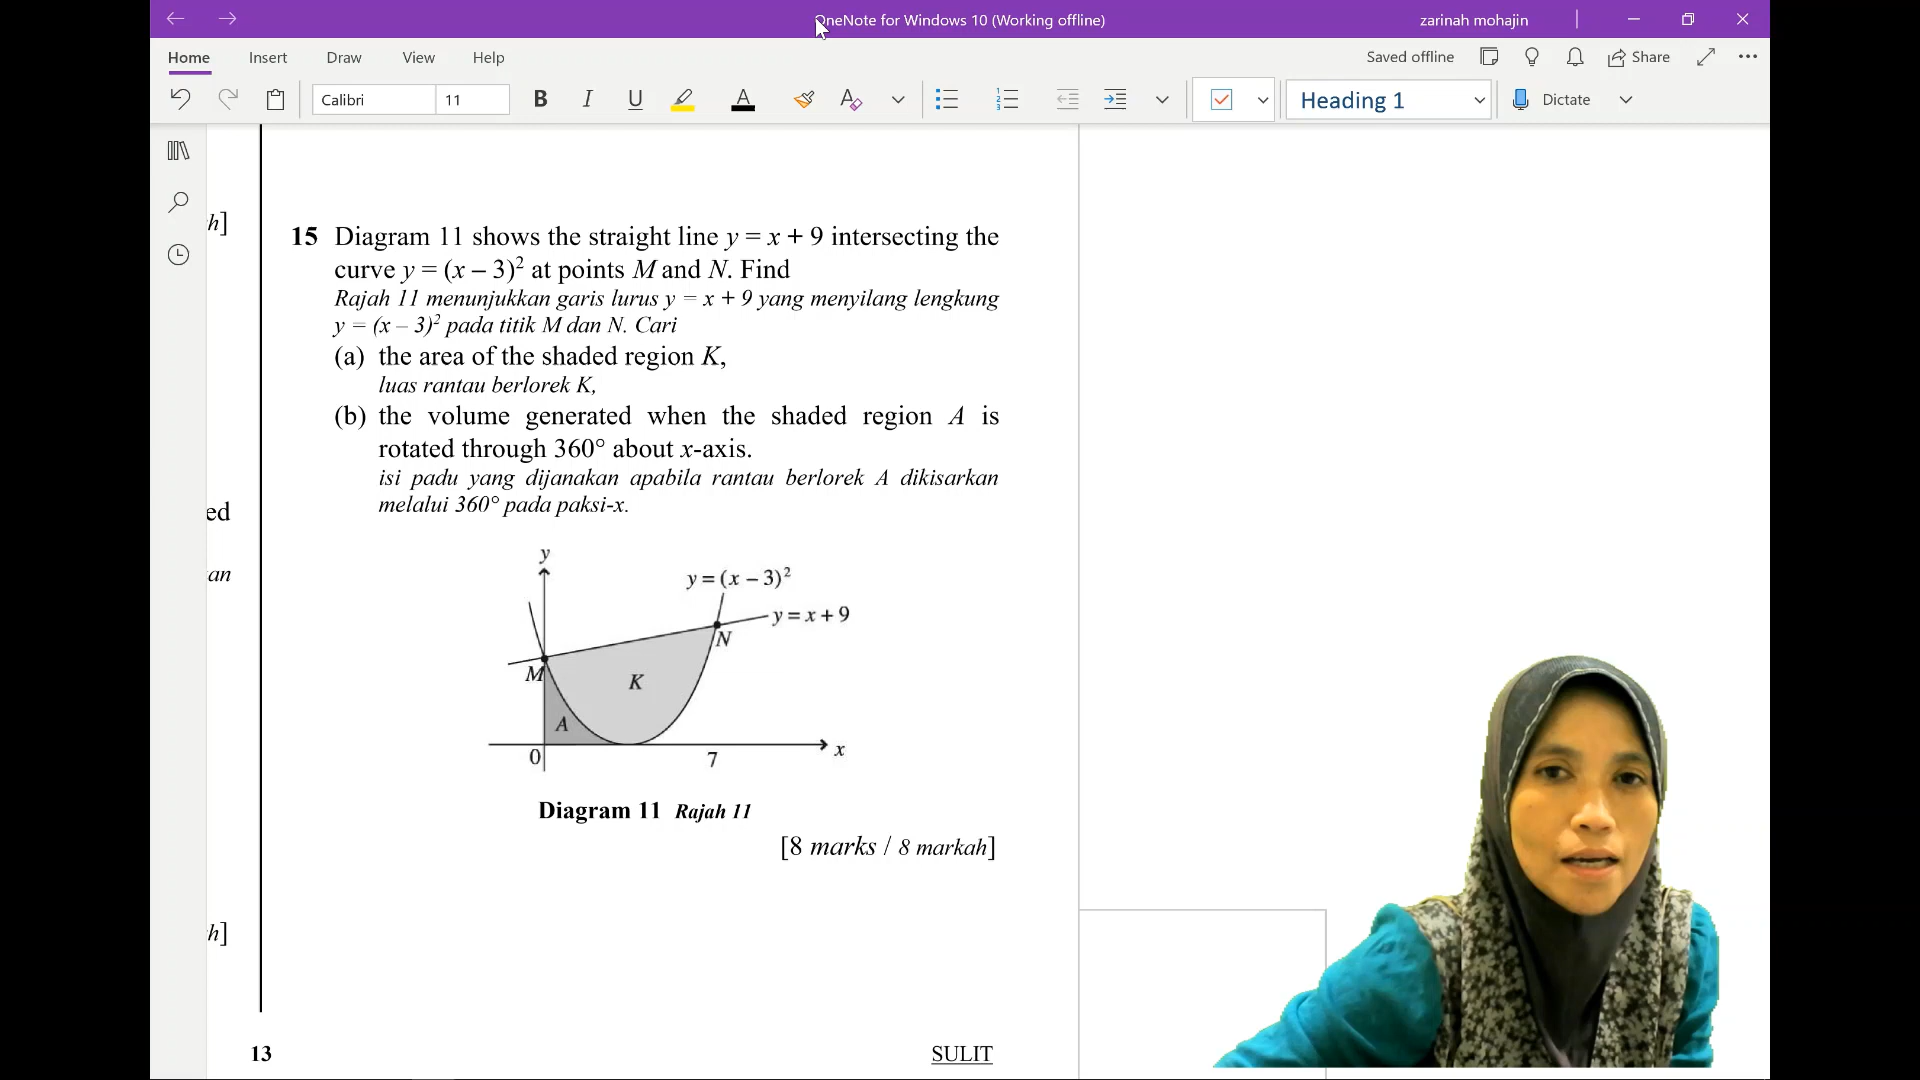 OneNote for Windows 10 (Working offline)
zarinah mohajin
Home Insert Draw View Help
Saved offline
Share
Calibri 11 B I U A
Heading 1
Dictate
h]
ed
an
h]
15 Diagram 11 shows the straight line y = x + 9 intersecting the
curve y = (x – 3)² at points M and N. Find
Rajah 11 menunjukkan garis lurus y = x + 9 yang menyilang lengkung
y = (x – 3)² pada titik M dan N. Cari
(a) the area of the shaded region K,
luas rantau berlorek K,
(b) the volume generated when the shaded region A is
rotated through 360° about x-axis.
isi padu yang dijanakan apabila rantau berlorek A dikisarkan
melalui 360° pada paksi-x.
y
y = (x – 3)²
y = x + 9
N
M
K
A
0
7
x
Diagram 11 Rajah 11
[8 marks / 8 markah]
13
SULIT